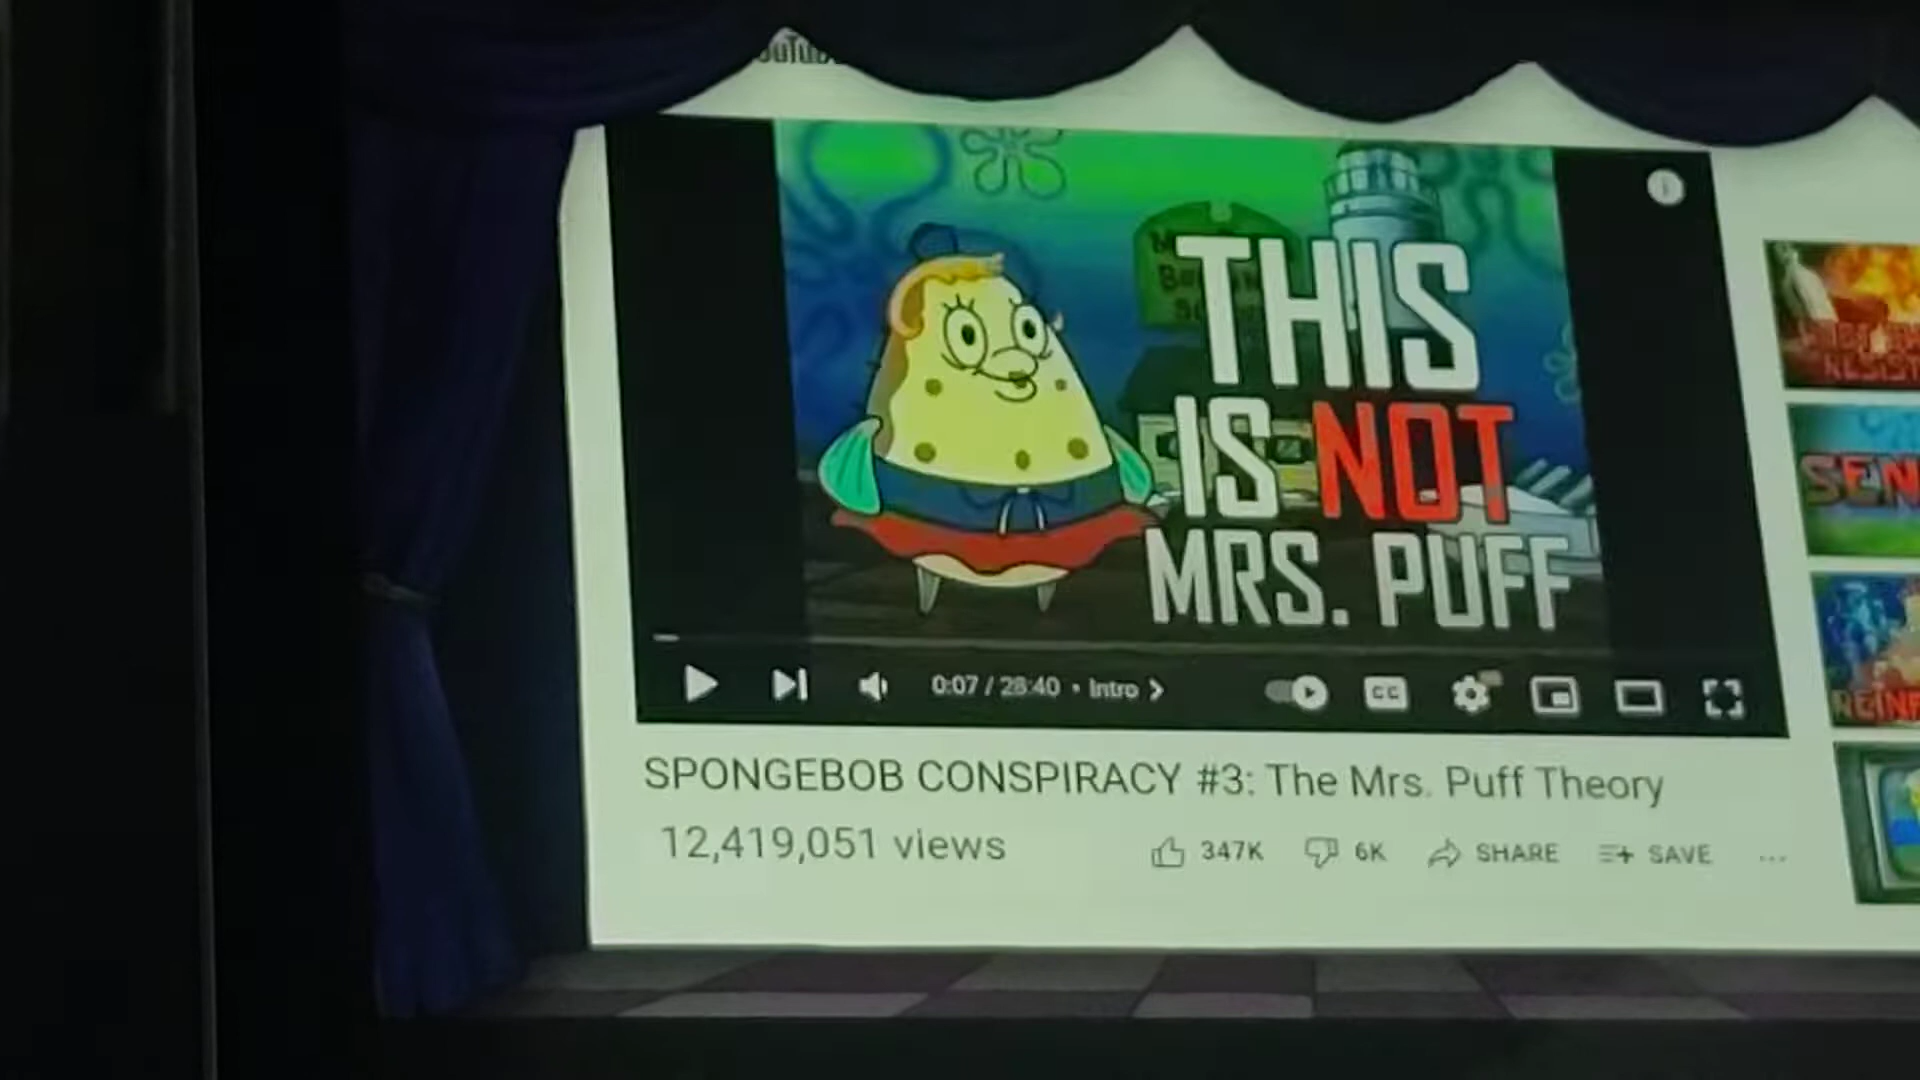 THIS
IS NOT
MRS. PUFF
0:07 / 28:40 • Intro >
CC
SPONGEBOB CONSPIRACY #3: The Mrs. Puff Theory
12,419,051 views
347K
6K
SHARE
SAVE
...